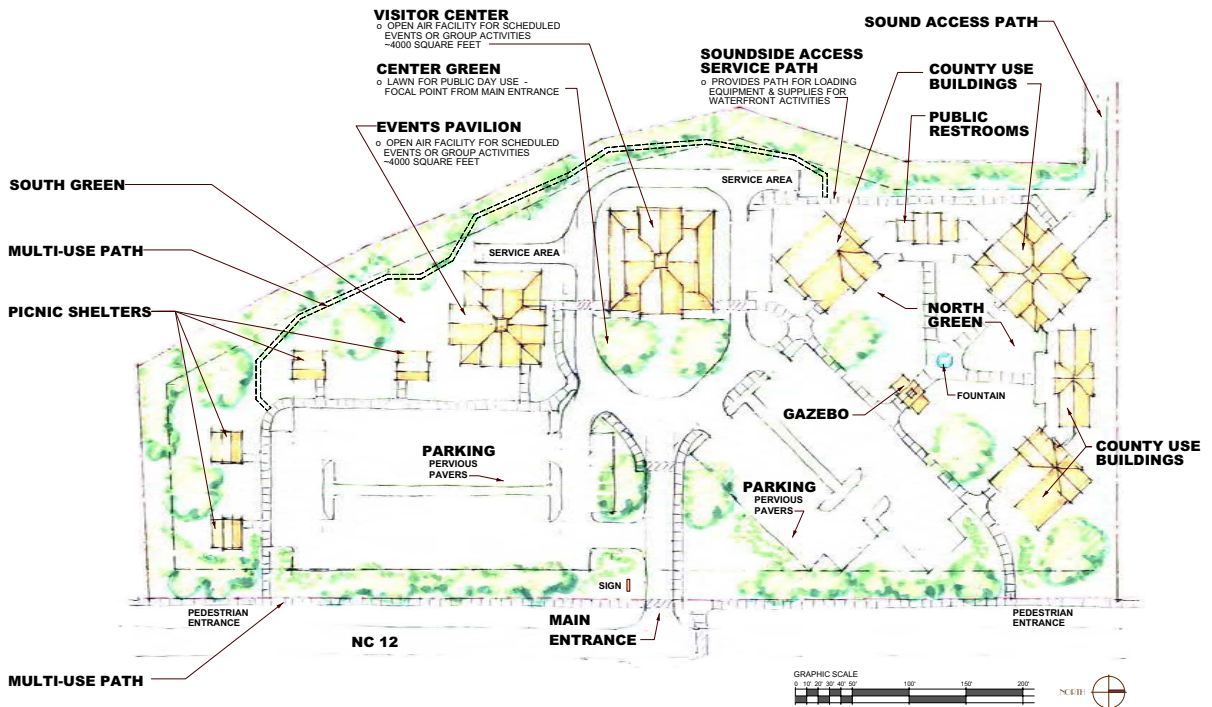 VISITOR CENTER
o OPEN AIR FACILITY FOR SCHEDULED
EVENTS OR GROUP ACTIVITIES
~4000 SQUARE FEET
CENTER GREEN
o LAWN FOR PUBLIC DAY USE -
FOCAL POINT FROM MAIN ENTRANCE
EVENTS PAVILION
o OPEN AIR FACILITY FOR SCHEDULED
EVENTS OR GROUP ACTIVITIES
~4000 SQUARE FEET
SOUNDSIDE ACCESS
SERVICE PATH
o PROVIDES PATH FOR LOADING
EQUIPMENT & SUPPLIES FOR
WATERFRONT ACTIVITIES
SOUND ACCESS PATH
COUNTY USE
BUILDINGS
PUBLIC
RESTROOMS
SOUTH GREEN
MULTI-USE PATH
PICNIC SHELTERS
SERVICE AREA
SERVICE AREA
NORTH
GREEN
FOUNTAIN
GAZEBO
COUNTY USE
BUILDINGS
PARKING
PERVIOUS
PAVERS
PARKING
PERVIOUS
PAVERS
SIGN
PEDESTRIAN
ENTRANCE
MAIN
ENTRANCE
PEDESTRIAN
ENTRANCE
NC 12
MULTI-USE PATH
GRAPHIC SCALE
0 10' 20' 30' 40' 50' 100' 150' 200'
NORTH